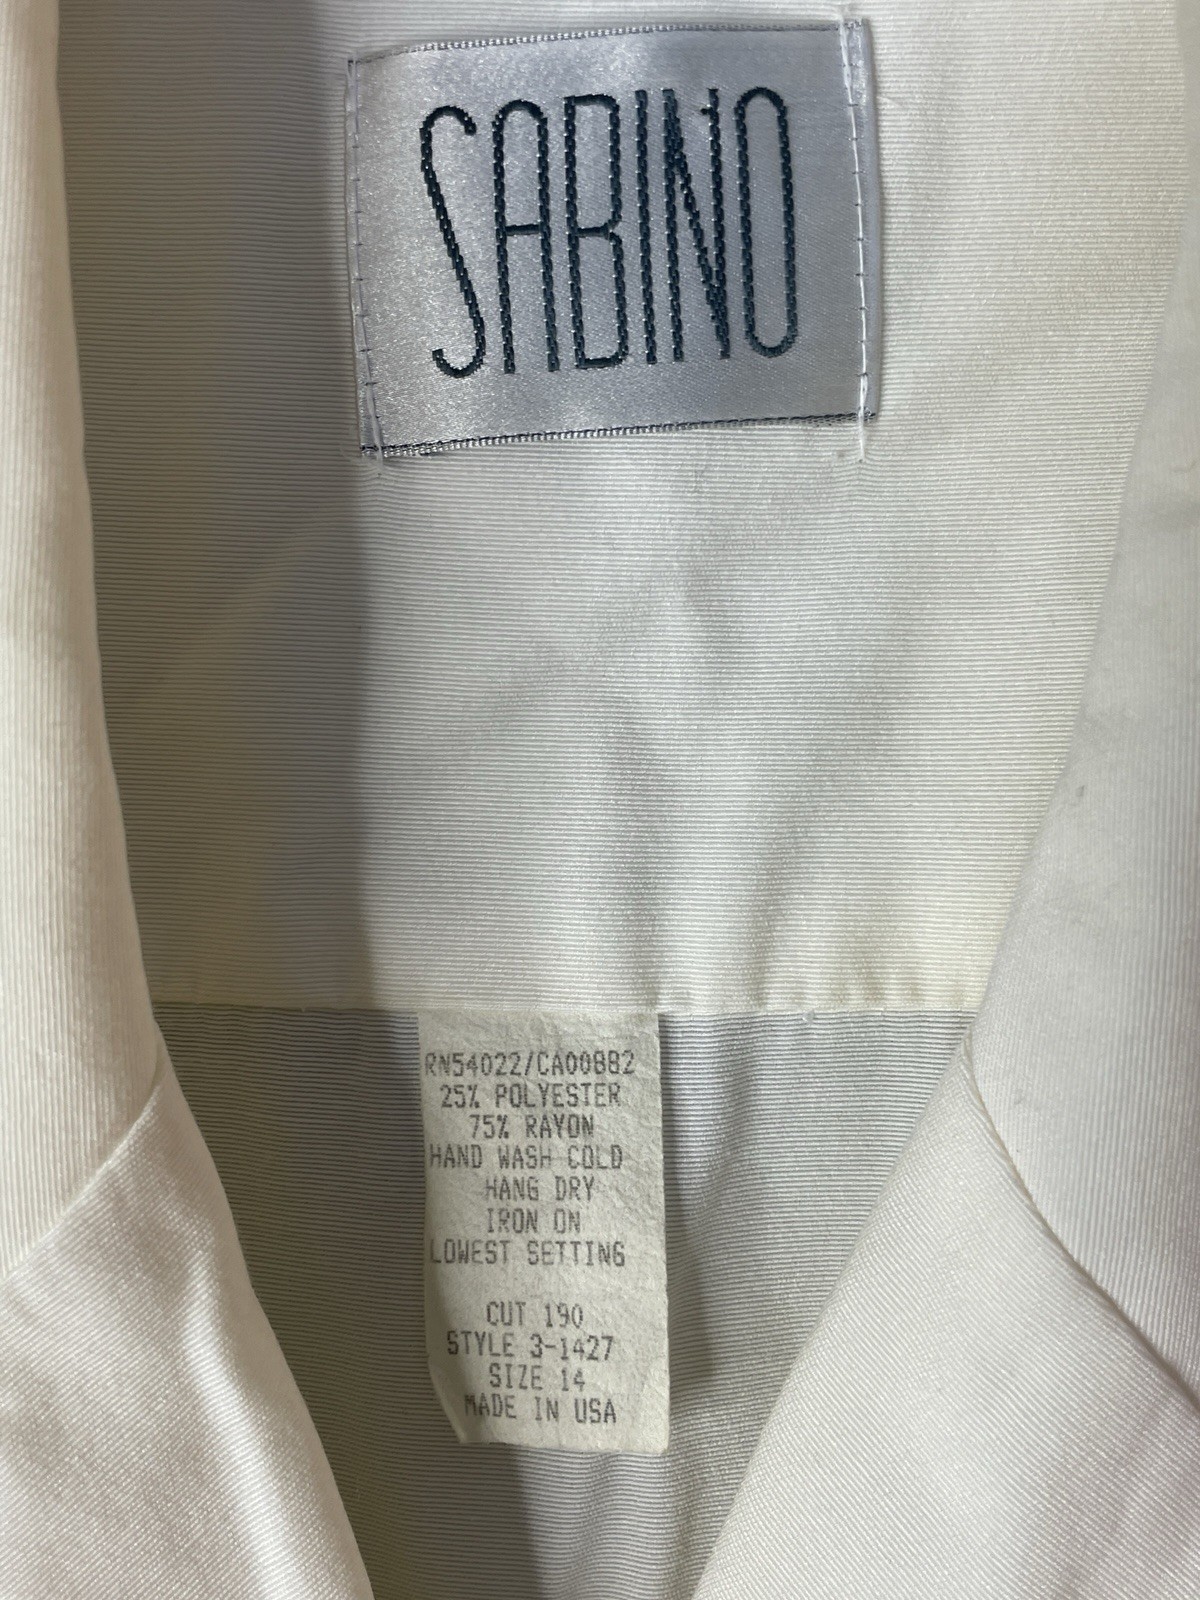 SABINO
RN54022/CA00882
25% POLYESTER
75% RAYON
HAND WASH COLD
HANG DRY
IRON ON
LOWEST SETTING
CUT 190
STYLE 3-1427
SIZE 14
MADE IN USA